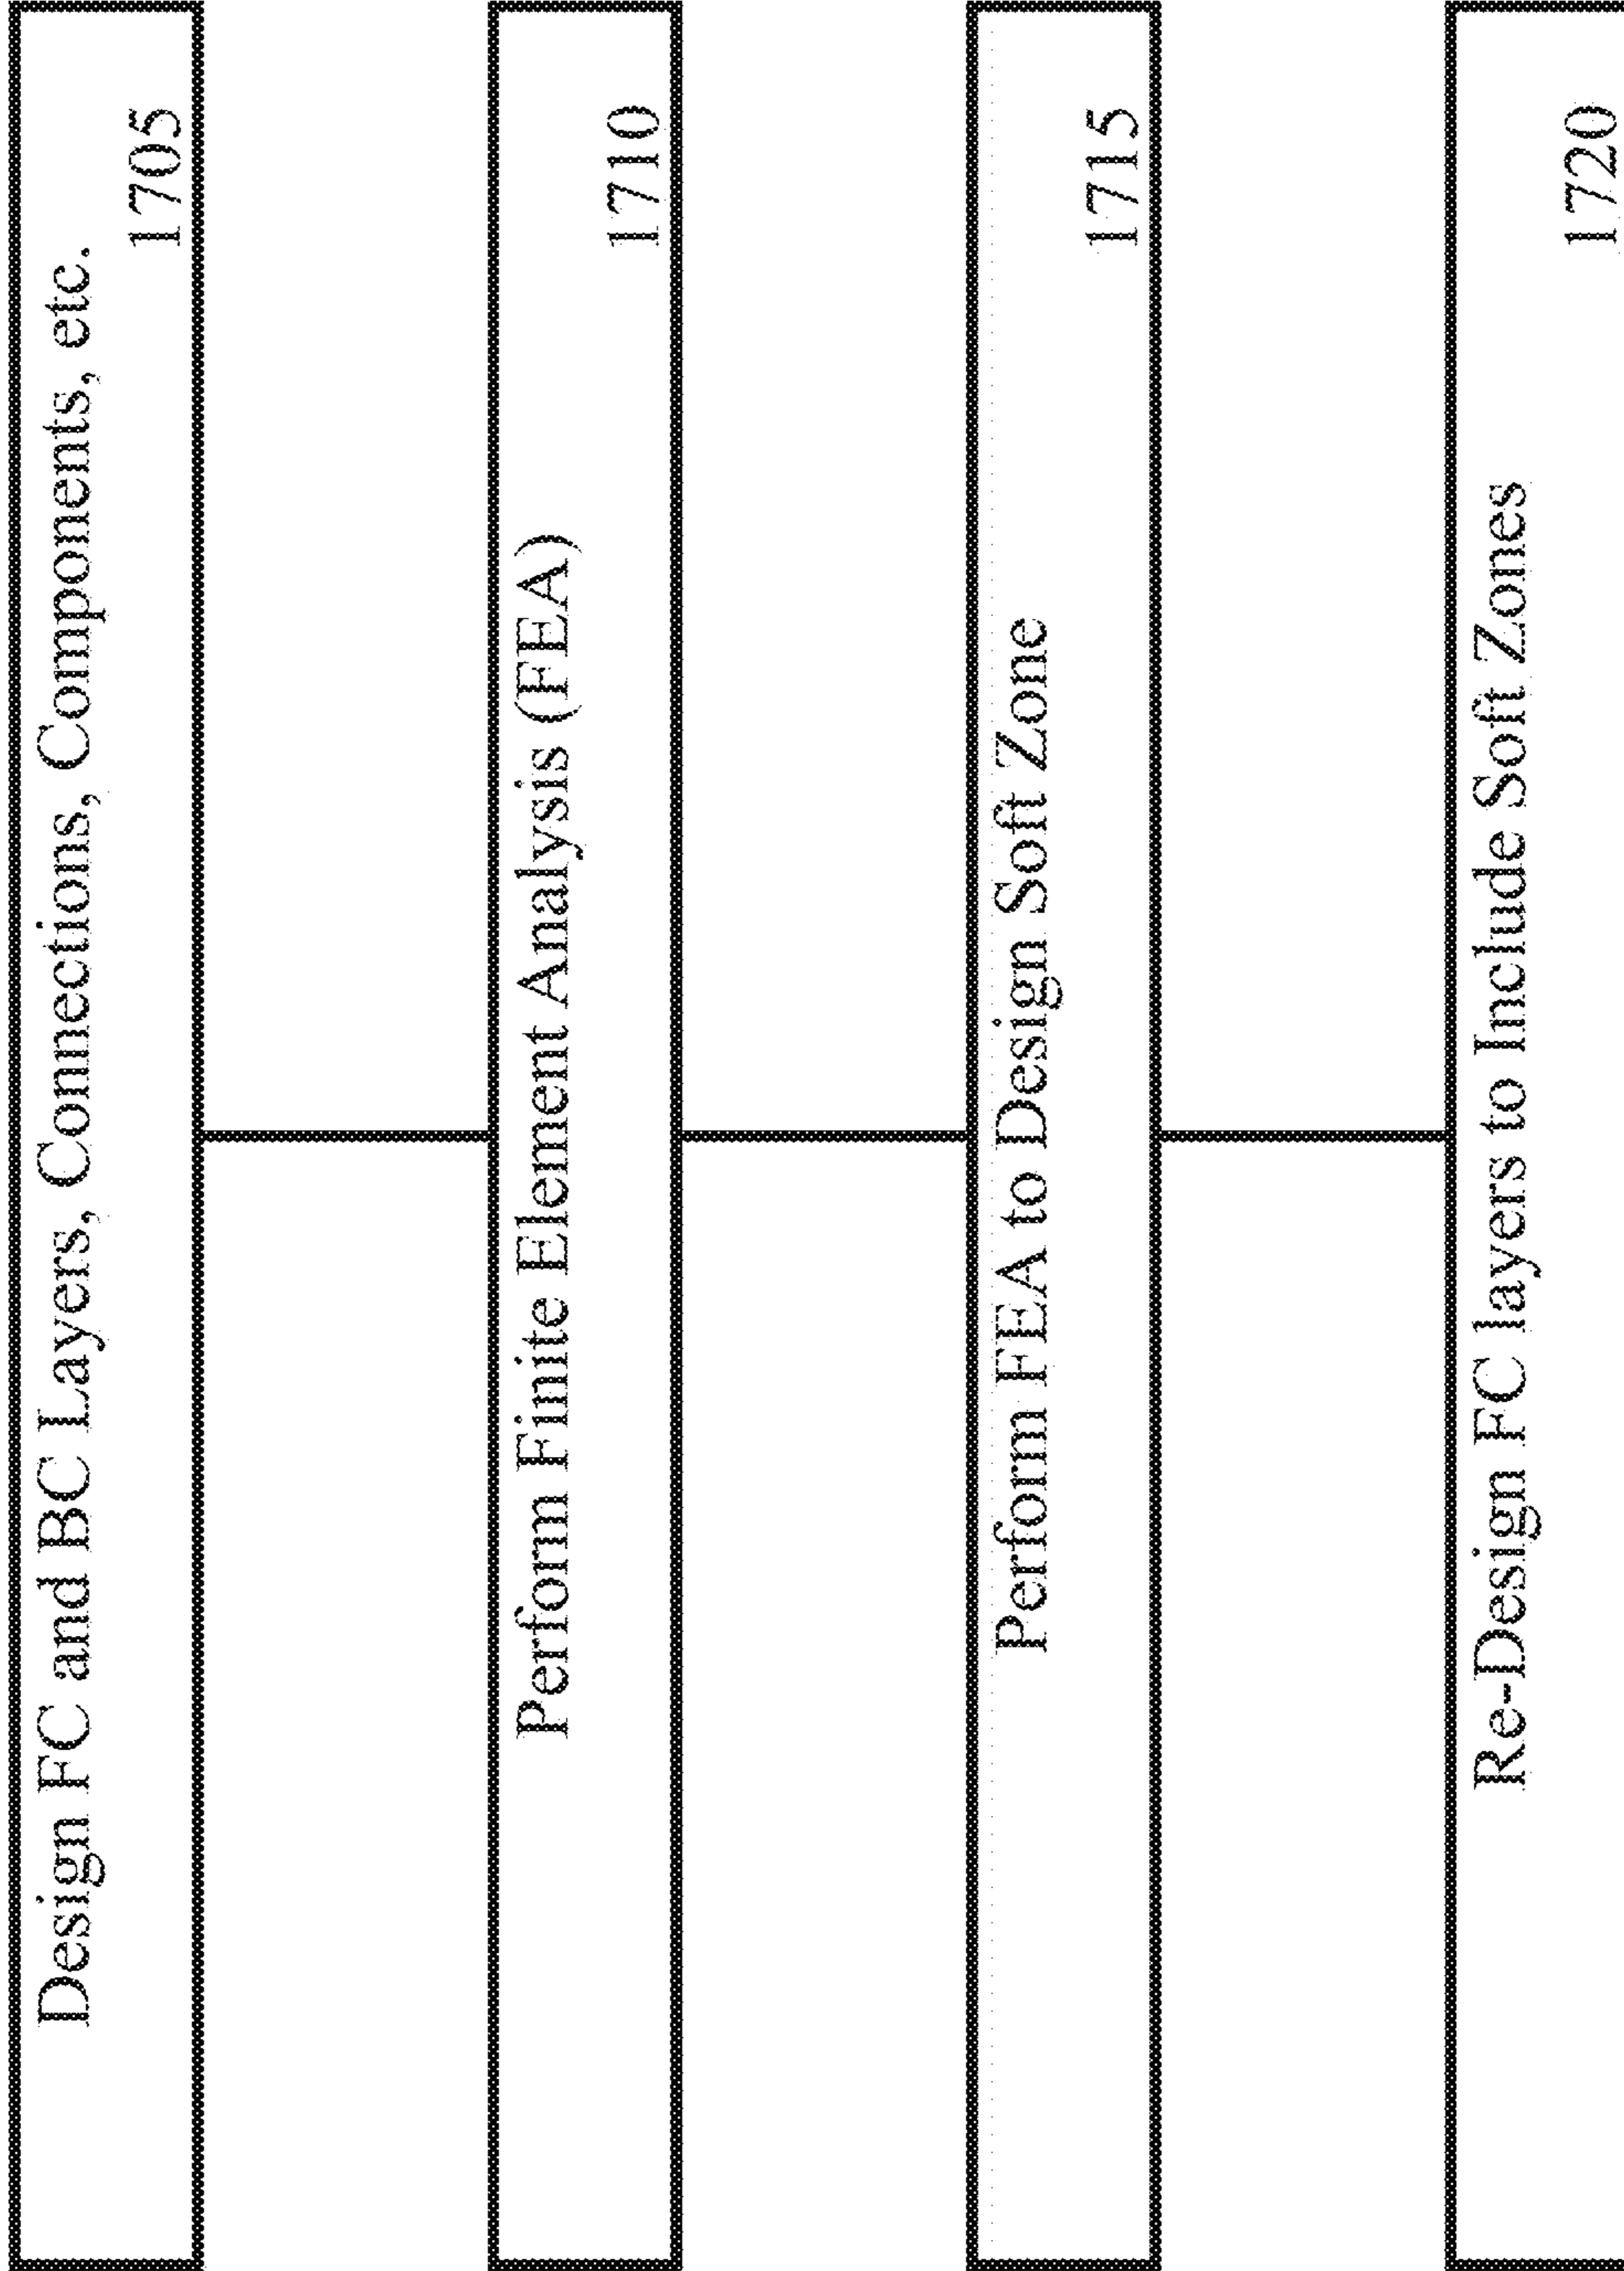 Design FC and BC Layers, Connections, Components, etc.
1705
Perform Finite Element Analysis (FEA)
1710
Perform FEA to Design Soft Zone
1715
Re-Design FC layers to Include Soft Zones
1720